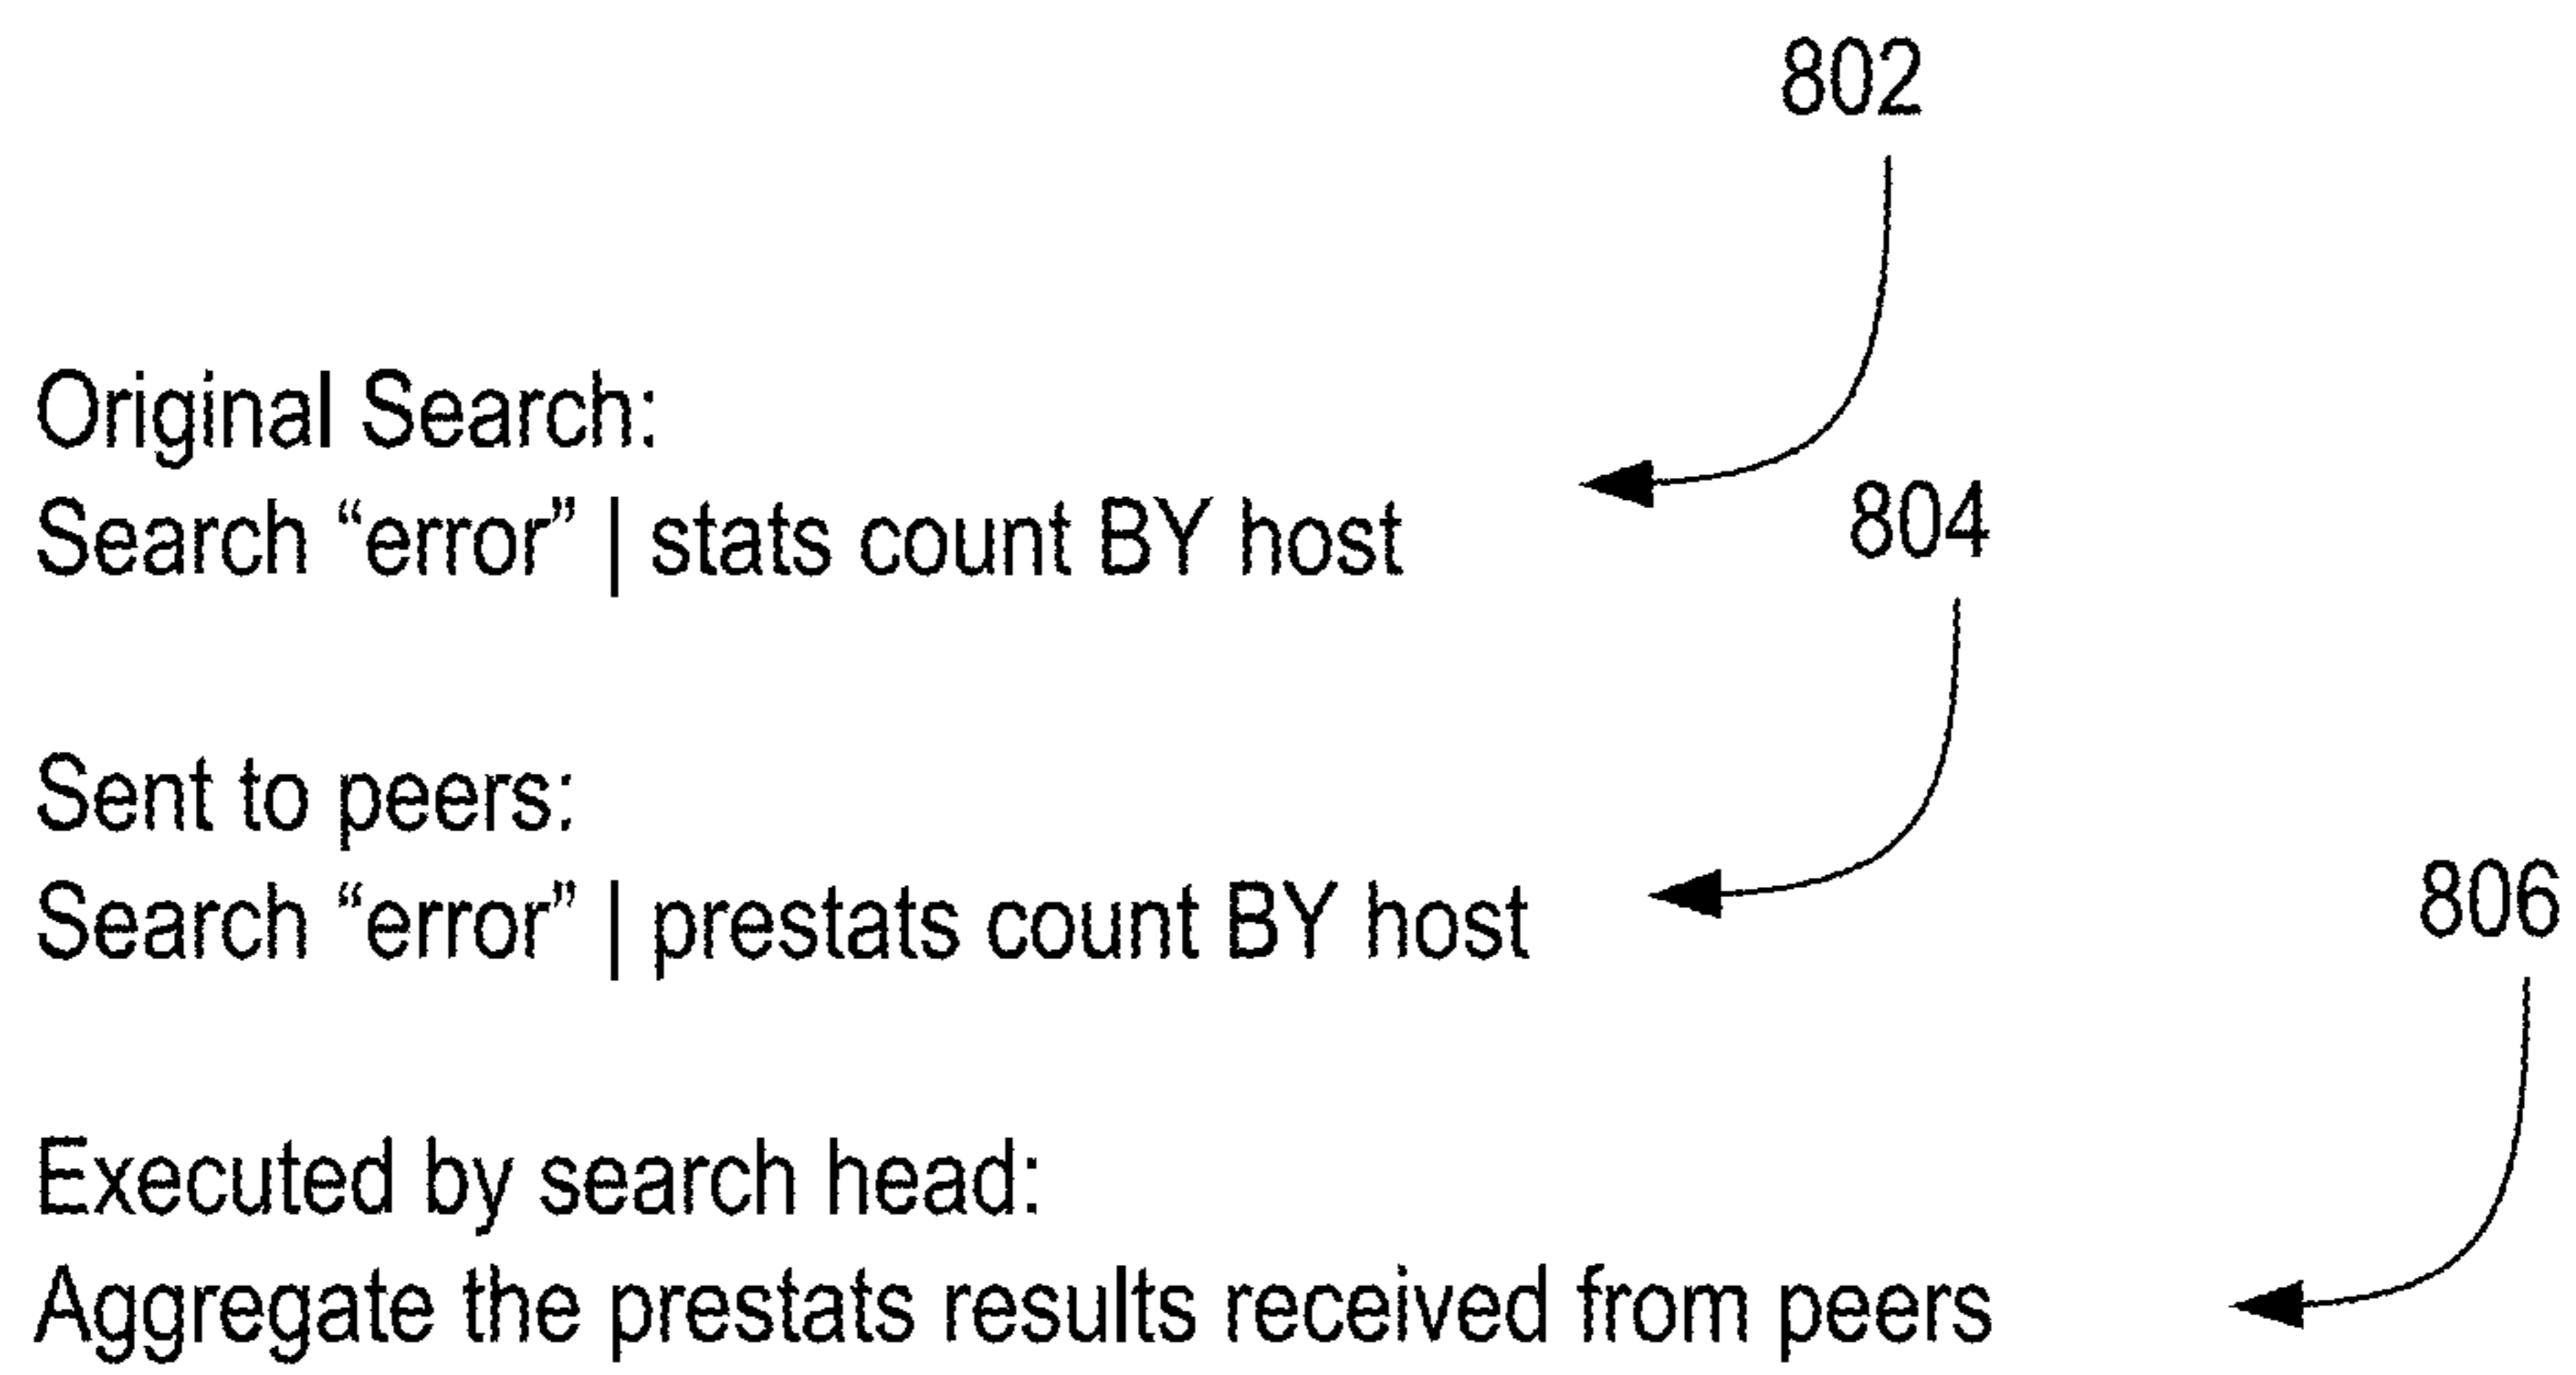 802
Original Search:
Search “error” | stats count BY host
804
Sent to peers:
Search “error” | prestats count BY host
806
Executed by search head:
Aggregate the prestats results received from peers